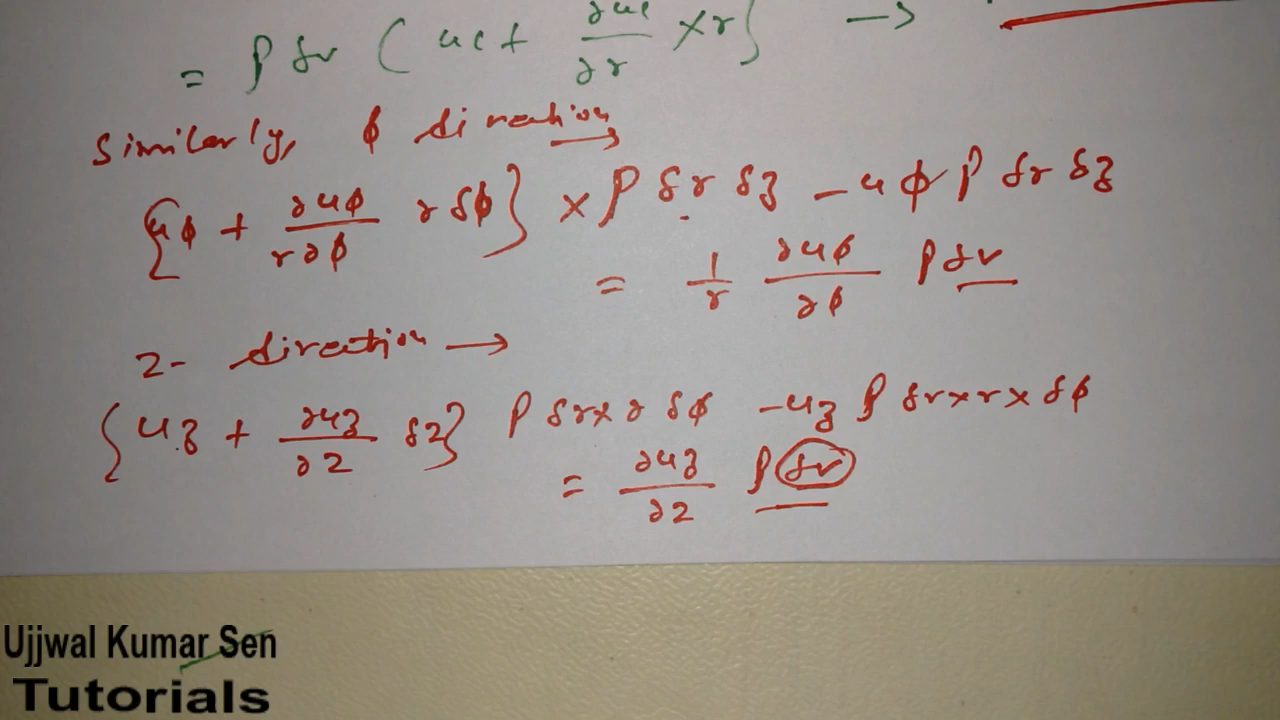 = ρ δv ( ur + ∂ur/∂r × r } →
Similarly, ϕ direction →
{ uϕ + ∂uϕ/r∂ϕ r δϕ } × ρ δr δz − uϕ ρ δr δz
= 1/r ∂uϕ/∂ϕ ρ δv
z- direction →
{ uz + ∂uz/∂z δz } ρ δr × r δϕ − uz ρ δr × r × δϕ
= ∂uz/∂z ρ δv
Ujjwal Kumar Sen
Tutorials